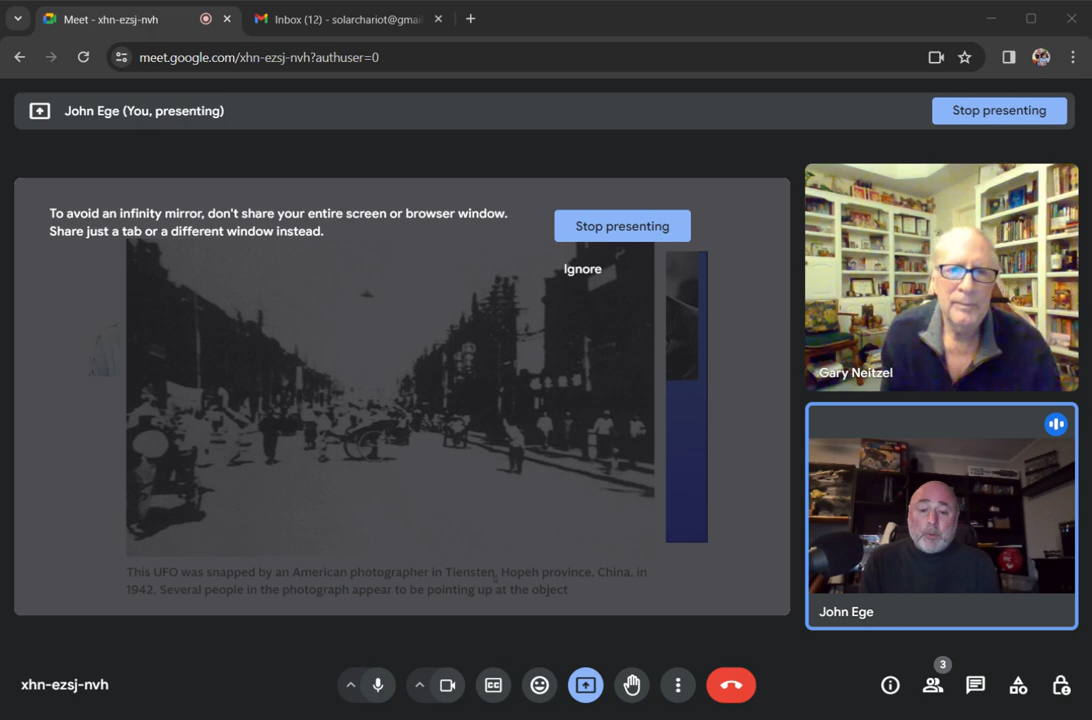 Meet - xhn-ezsj-nvh
Inbox (12) - solarchariot@gmai
meet.google.com/xhn-ezsj-nvh?authuser=0
John Ege (You, presenting)
Stop presenting
To avoid an infinity mirror, don't share your entire screen or browser window.
Share just a tab or a different window instead.
Stop presenting
Ignore
This UFO was snapped by an American photographer in Tiensten, Hopeh province, China, in
1942. Several people in the photograph appear to be pointing up at the object
Gary Neitzel
John Ege
xhn-ezsj-nvh
CC
3